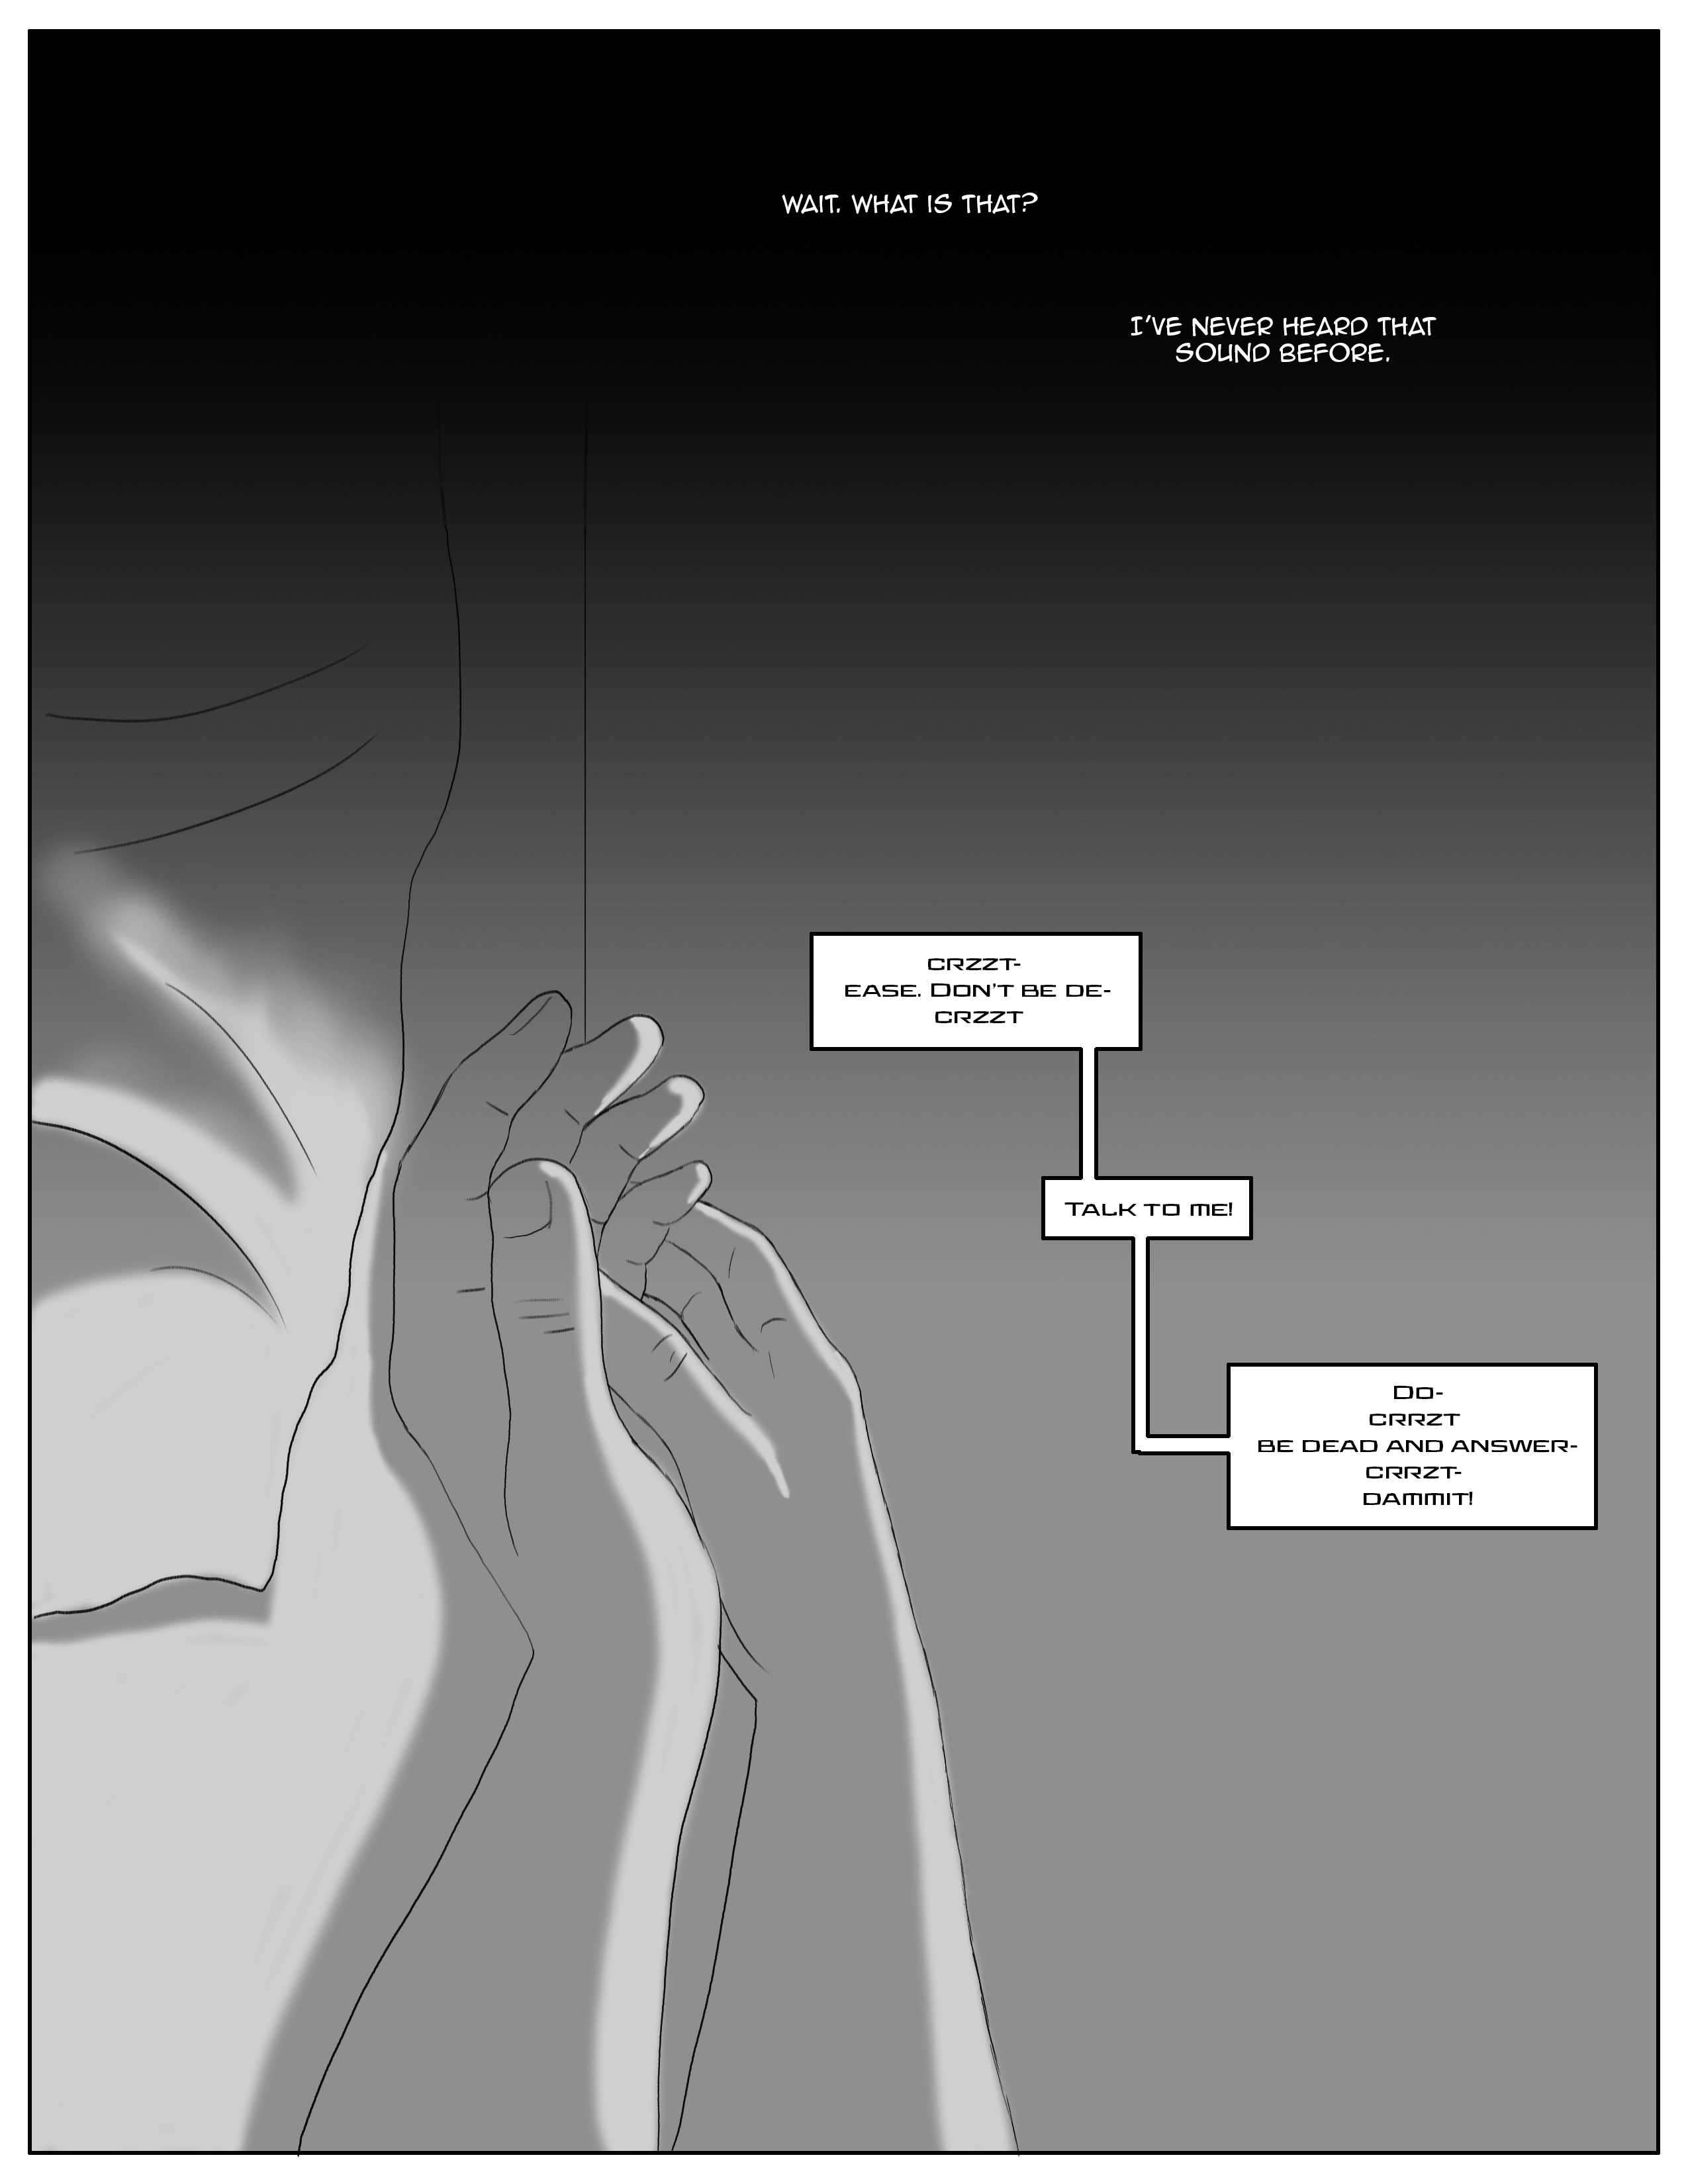 WAIT. WHAT IS THAT?
I'VE NEVER HEARD THAT
SOUND BEFORE.
CRZZT-
EASE. DON'T BE DE-
CRZZT
TALK TO ME!
DO-
CRRZT
BE DEAD AND ANSWER-
CRRZT-
DAMMIT!